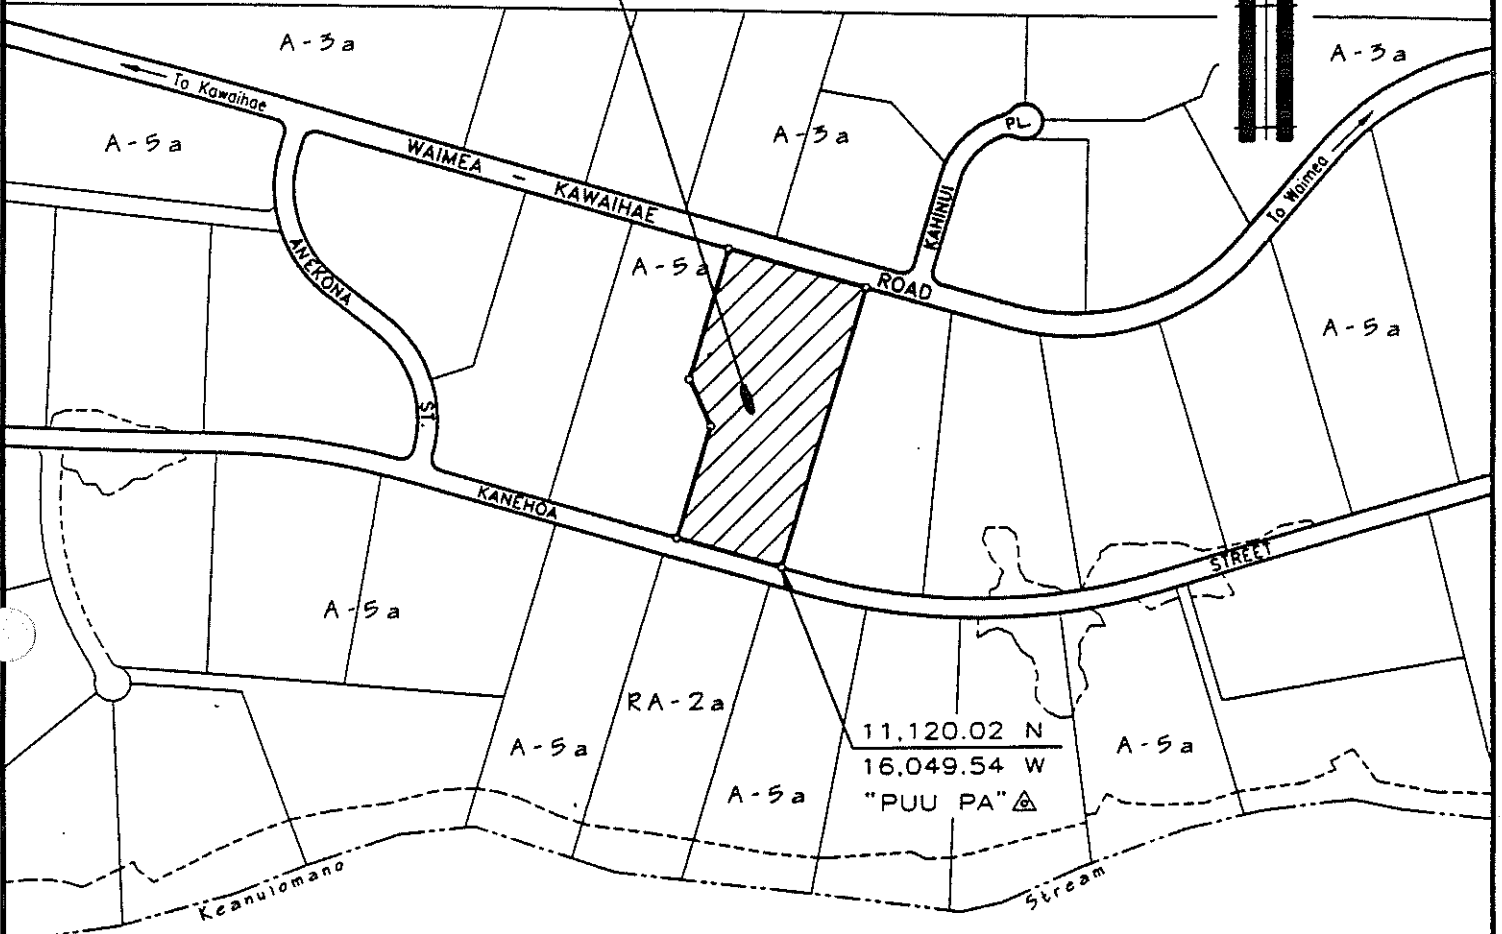 A-3a
A-3a
To Kawaihae
A-5a
WAIMEA - KAWAIHAE ROAD
A-3a
PL.
KAHINUI
To Waimea
ANEKONA ST.
A-5a
A-5a
KANEHOA STREET
A-5a
RA-2a
A-5a
A-5a
A-5a
11,120.02 N
16,049.54 W
"PUU PA"
Keanulomano Stream